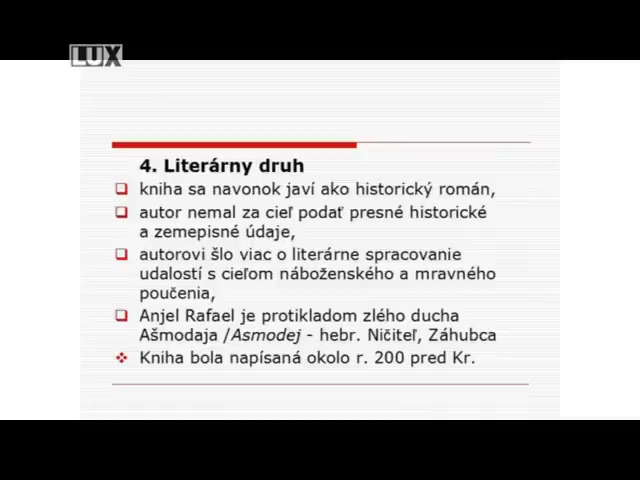 LUX
4. Literárny druh
kniha sa navonok javí ako historický román,
autor nemal za cieľ podať presné historické
a zemepisné údaje,
autorovi šlo viac o literárne spracovanie
udalostí s cieľom náboženského a mravného
poučenia,
Anjel Rafael je protikladom zlého ducha
Ašmodaja /Asmodej - hebr. Ničiteľ, Záhubca
Kniha bola napísaná okolo r. 200 pred Kr.